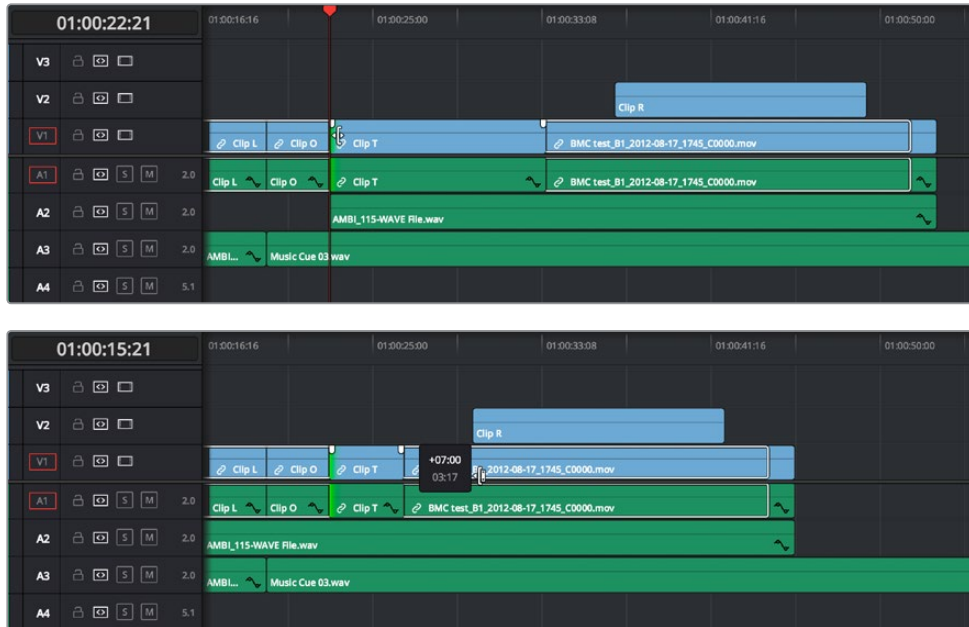 01:00:22:21
01:00:16:16 01:00:25:00 01:00:33:08 01:00:41:16 01:00:50:00
V3
V2
Clip R
V1
Clip L Clip O Clip T BMC test_B1_2012-08-17_1745_C0000.mov
A1 S M 2.0
Clip L Clip O Clip T BMC test_B1_2012-08-17_1745_C0000.mov
A2 S M 2.0
AMBI_115-WAVE File.wav
A3 S M 2.0
AMBI... Music Cue 03.wav
A4 S M 5.1
01:00:15:21
01:00:16:16 01:00:25:00 01:00:33:08 01:00:41:16 01:00:50:00
V3
V2
Clip R
V1
+07:00
03:17
Clip L Clip O Clip T B1_2012-08-17_1745_C0000.mov
A1 S M 2.0
Clip L Clip O Clip T BMC test_B1_2012-08-17_1745_C0000.mov
A2 S M 2.0
AMBI_115-WAVE File.wav
A3 S M 2.0
AMBI... Music Cue 03.wav
A4 S M 5.1